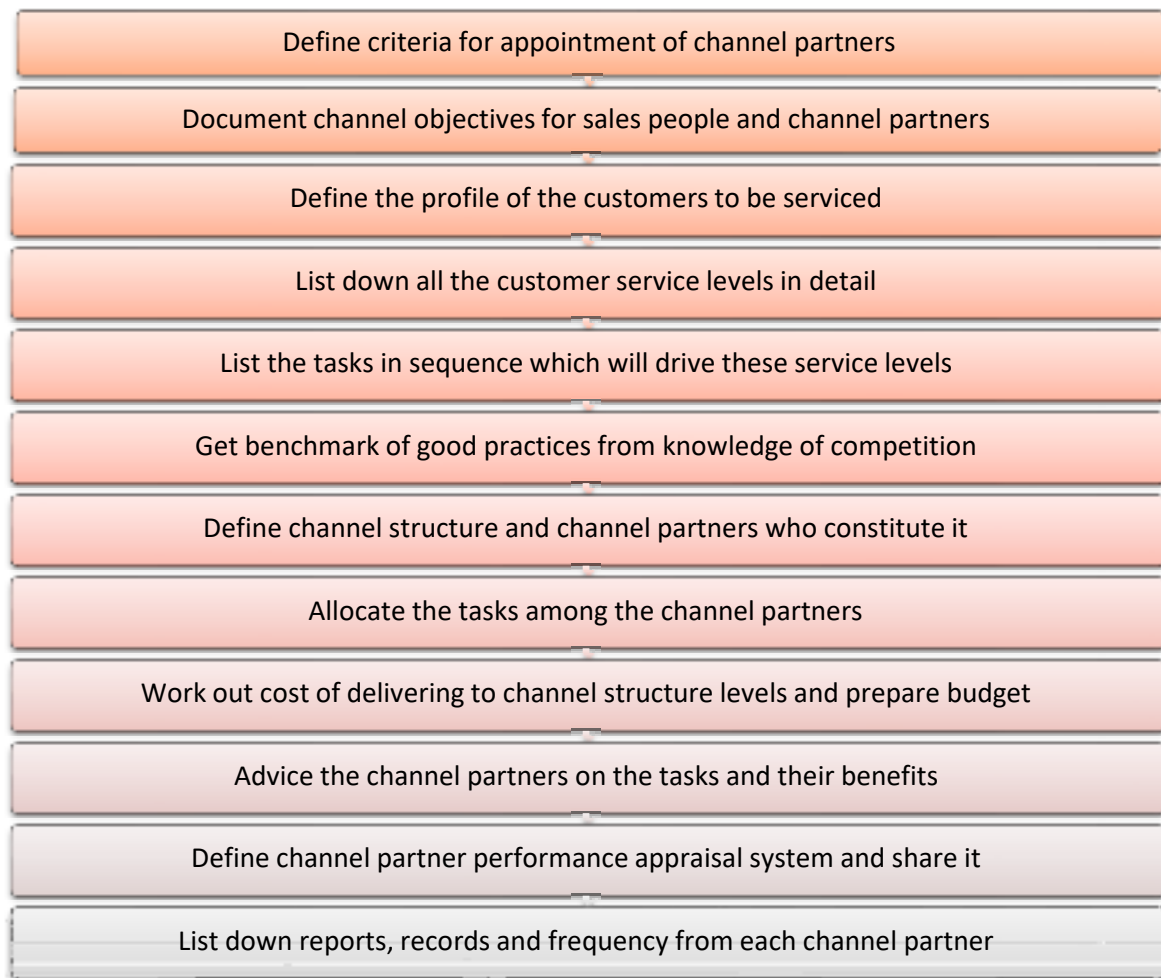 Define criteria for appointment of channel partners
Document channel objectives for sales people and channel partners
Define the profile of the customers to be serviced
List down all the customer service levels in detail
List the tasks in sequence which will drive these service levels
Get benchmark of good practices from knowledge of competition
Define channel structure and channel partners who constitute it
Allocate the tasks among the channel partners
Work out cost of delivering to channel structure levels and prepare budget
Advice the channel partners on the tasks and their benefits
Define channel partner performance appraisal system and share it
List down reports, records and frequency from each channel partner